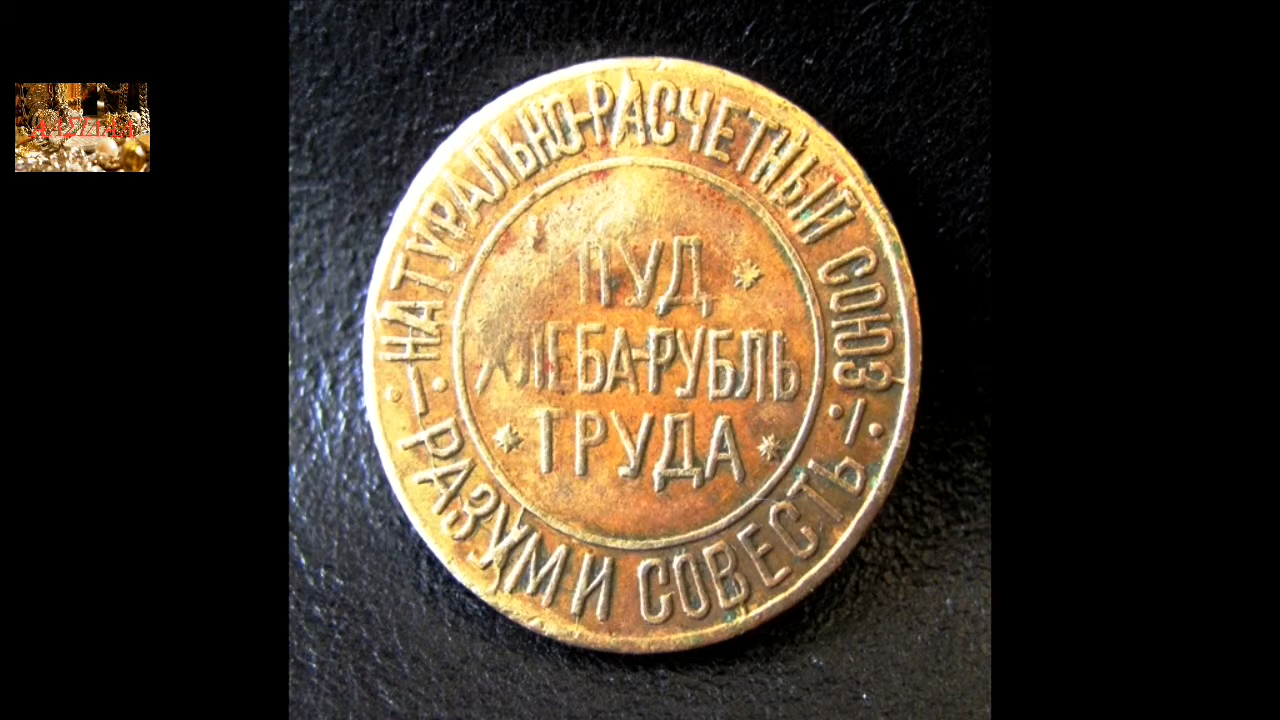 НАТУРАЛЬНО-РАСЧЕТНЫЙ СОЮЗ
ПУД
ХЛЕБА-РУБЛЬ
ТРУДА
РАЗУМ И СОВЕСТЬ